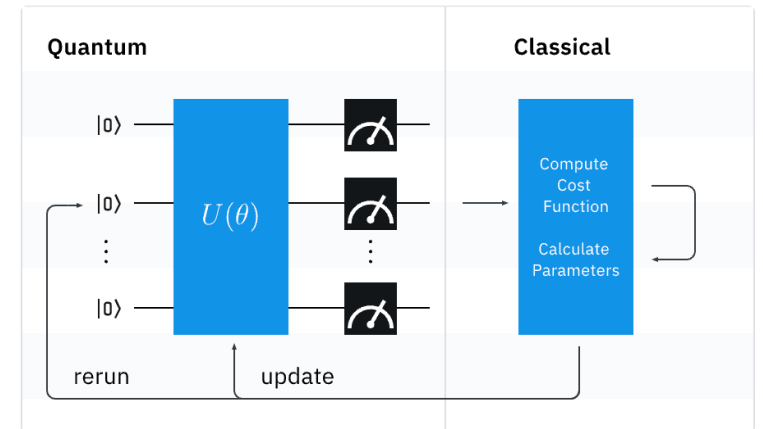 Quantum
Classical
|0⟩
|0⟩
⋮
|0⟩
U(θ)
⋮
Compute
Cost
Function
Calculate
Parameters
rerun
update